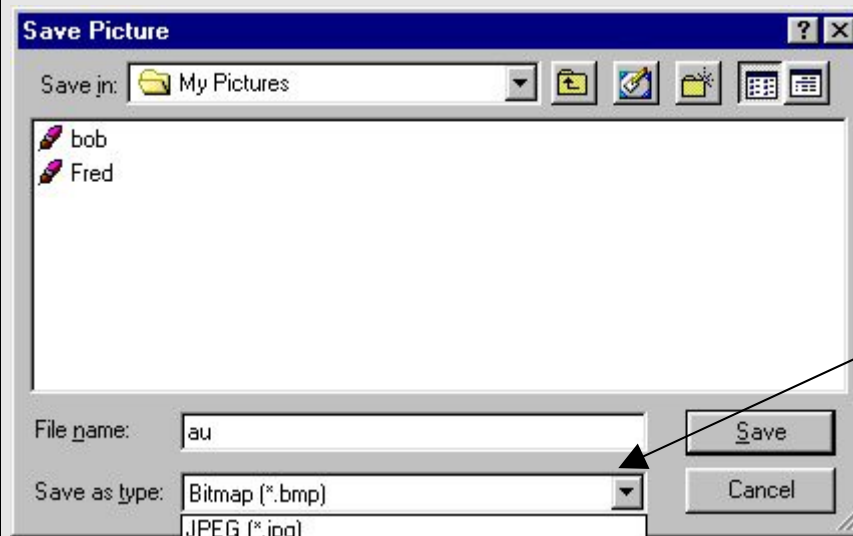 Save Picture
Save in: My Pictures
bob
Fred
File name: au
Save
Save as type: Bitmap (*.bmp)
Cancel
JPEG (*.jpg)